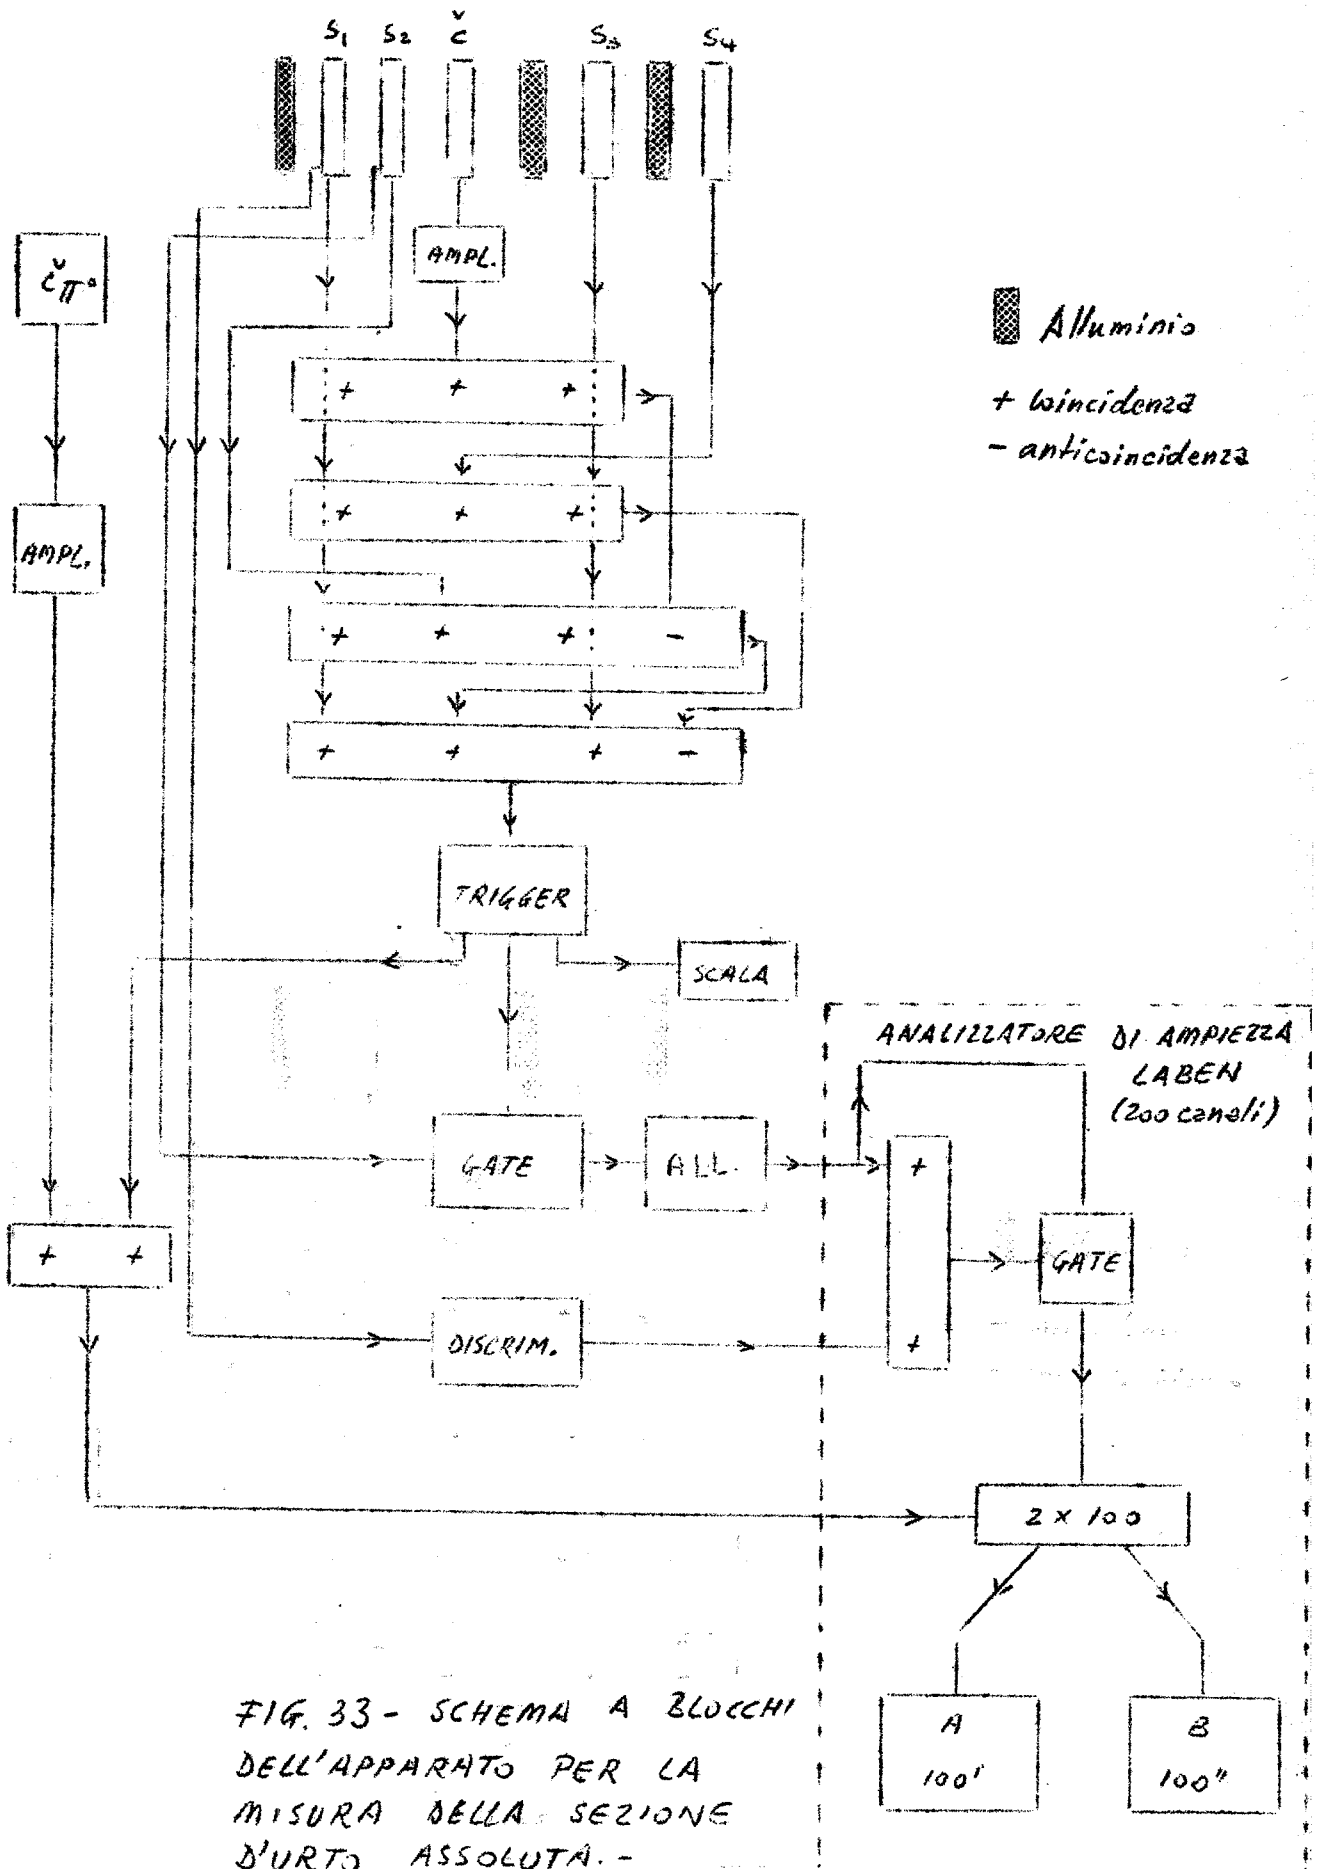 S1 S2 č S3 S4
čπ°
AMPL.
Alluminio
+ + +
+ coincidenza
- anticoincidenza
+ + +
AMPL.
+ + + -
+ + + -
TRIGGER
SCALA
ANALIZZATORE DI AMPIEZZA
LABEN
(200 canali)
GATE
ALL.
+
+ +
GATE
DISCRIM.
+
2 x 100
A
100'
B
100"
FIG. 33 - SCHEMA A BLOCCHI
DELL'APPARATO PER LA
MISURA DELLA SEZIONE
D'URTO ASSOLUTA. -